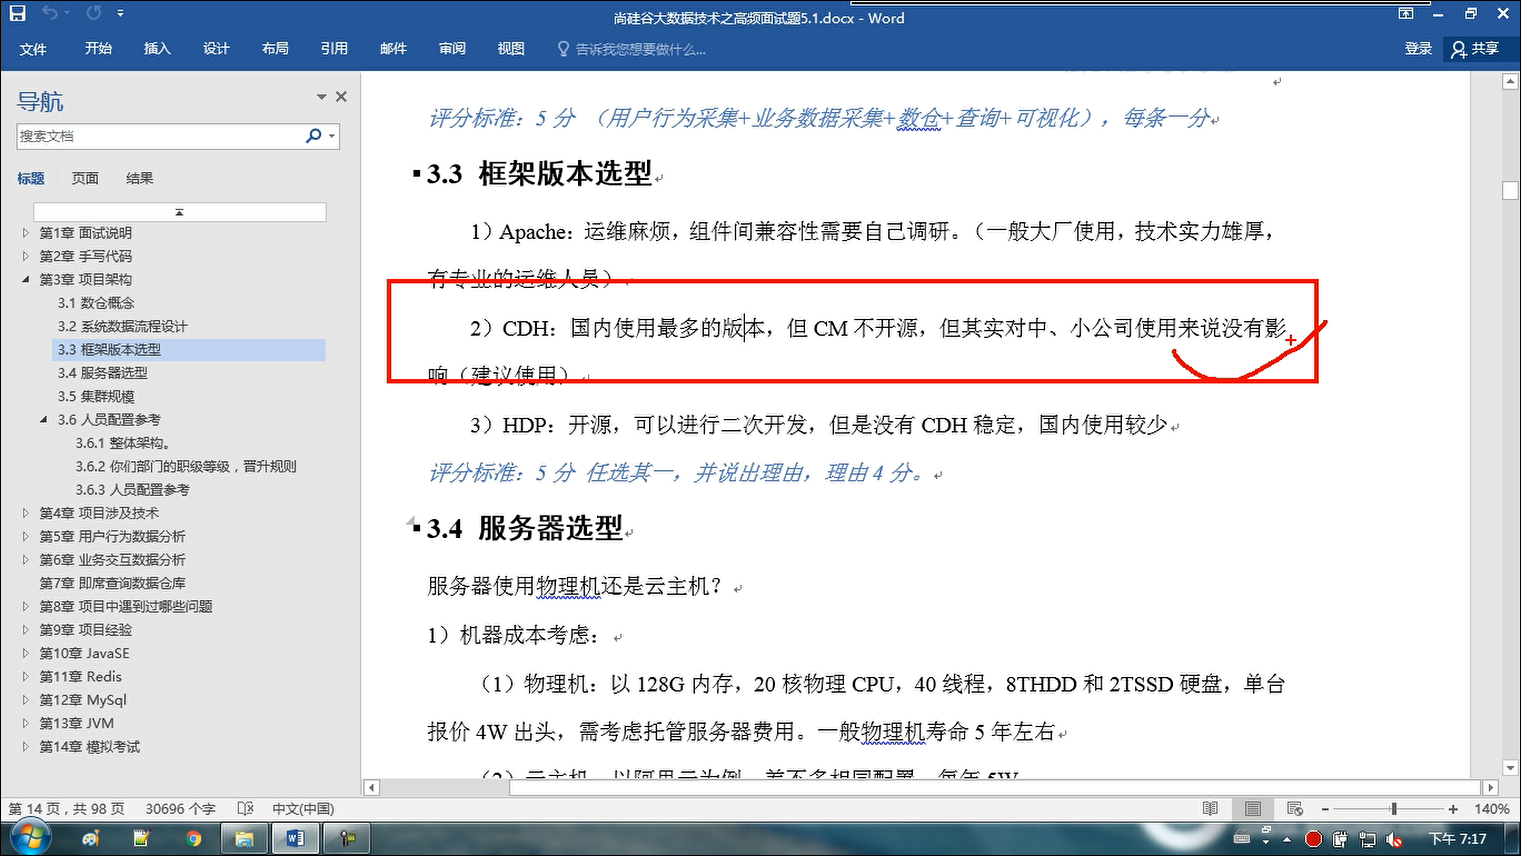 尚硅谷大数据技术之高频面试题5.1.docx - Word
文件 开始 插入 设计 布局 引用 邮件 审阅 视图 告诉我您想要做什么... 登录 共享
导航
搜索文档
标题 页面 结果
第1章 面试说明
第2章 手写代码
第3章 项目架构
3.1 数仓概念
3.2 系统数据流程设计
3.3 框架版本选型
3.4 服务器选型
3.5 集群规模
3.6 人员配置参考
3.6.1 整体架构。
3.6.2 你们部门的职级等级，晋升规则
3.6.3 人员配置参考
第4章 项目涉及技术
第5章 用户行为数据分析
第6章 业务交互数据分析
第7章 即席查询数据仓库
第8章 项目中遇到过哪些问题
第9章 项目经验
第10章 JavaSE
第11章 Redis
第12章 MySql
第13章 JVM
第14章 模拟考试
评分标准：5 分 （用户行为采集+业务数据采集+数仓+查询+可视化），每条一分
3.3 框架版本选型
1）Apache：运维麻烦，组件间兼容性需要自己调研。（一般大厂使用，技术实力雄厚，
有专业的运维人员）
2）CDH：国内使用最多的版本，但 CM 不开源，但其实对中、小公司使用来说没有影
响（建议使用）
3）HDP：开源，可以进行二次开发，但是没有 CDH 稳定，国内使用较少
评分标准：5 分 任选其一，并说出理由，理由 4 分。
3.4 服务器选型
服务器使用物理机还是云主机？
1）机器成本考虑：
（1）物理机：以 128G 内存，20 核物理 CPU，40 线程，8THDD 和 2TSSD 硬盘，单台
报价 4W 出头，需考虑托管服务器费用。一般物理机寿命 5 年左右
（2）云主机，以阿里云为例，差不多相同配置，每年 5W
第 14 页，共 98 页 30696 个字 中文(中国) 140%
下午 7:17